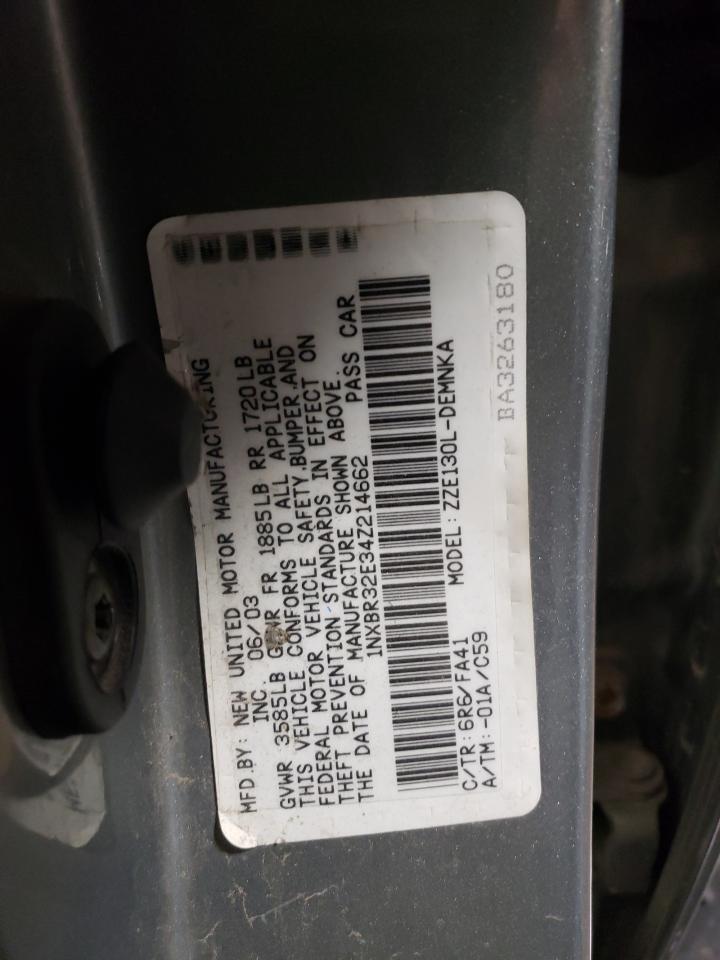 MFD.BY: NEW UNITED MOTOR MANUFACTURING
INC. 06/03
GVWR 3585LB GAWR FR 1885LB RR 1720LB
THIS VEHICLE CONFORMS TO ALL APPLICABLE
FEDERAL MOTOR VEHICLE SAFETY,BUMPER,AND
THEFT PREVENTION STANDARDS IN EFFECT ON
THE DATE OF MANUFACTURE SHOWN ABOVE.
1NXBR32E34Z214662 PASS CAR
C/TR: 6R6/FA41 MODEL: ZZE130L-DEMNKA
A/TM: -01A/C59
BA3263180